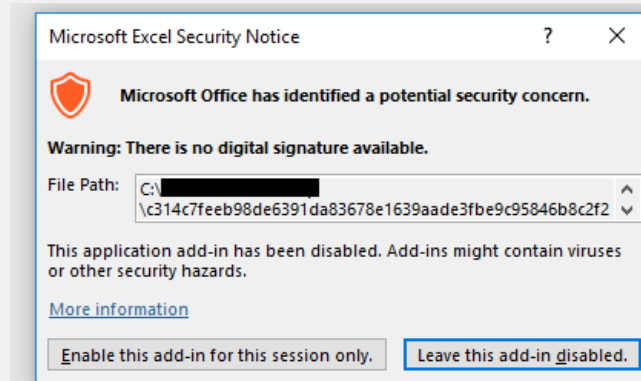 Microsoft Excel Security Notice ?
Microsoft Office has identified a potential security concern.
Warning: There is no digital signature available.
File Path: C:\
\c314c7feeb98de6391da83678e1639aade3fbe9c95846b8c2f2
This application add-in has been disabled. Add-ins might contain viruses
or other security hazards.
More information
Enable this add-in for this session only. Leave this add-in disabled.